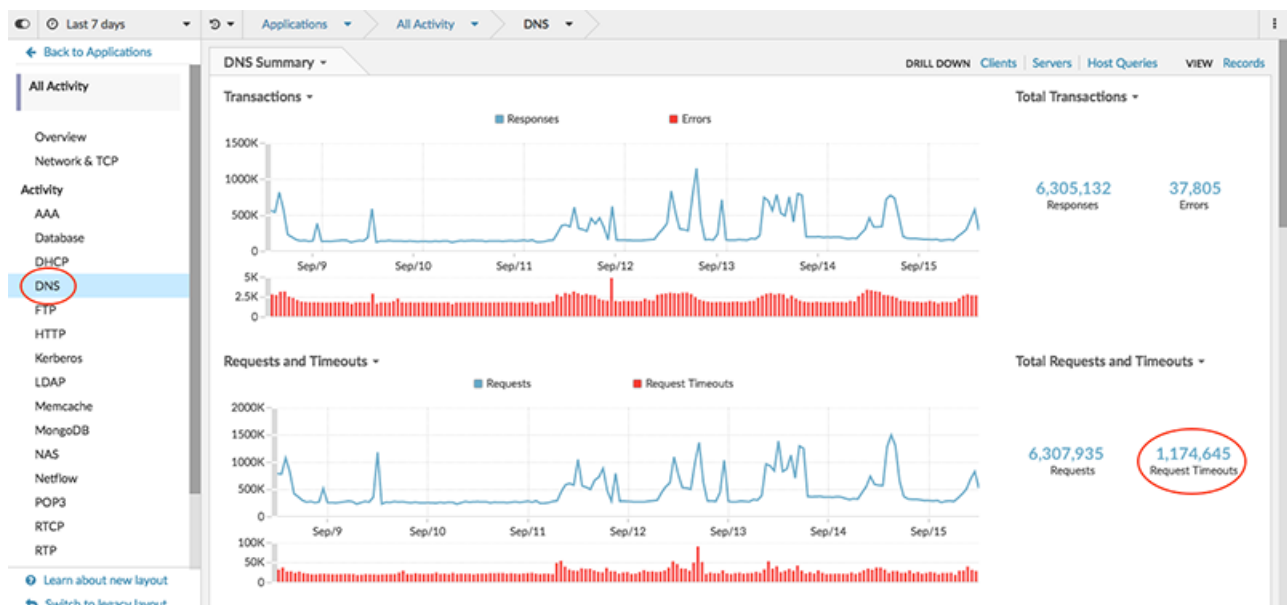 Last 7 days
Applications
All Activity
DNS
Back to Applications
All Activity
Overview
Network & TCP
Activity
AAA
Database
DHCP
DNS
FTP
HTTP
Kerberos
LDAP
Memcache
MongoDB
NAS
Netflow
POP3
RTCP
RTP
Learn about new layout
Switch to legacy layout
DNS Summary
DRILL DOWN Clients Servers Host Queries VIEW Records
Transactions
Responses Errors
1500K
1000K
500K
0
Sep/9 Sep/10 Sep/11 Sep/12 Sep/13 Sep/14 Sep/15
5K
2.5K
0
Total Transactions
6,305,132 37,805
Responses Errors
Requests and Timeouts
Requests Request Timeouts
2000K
1500K
1000K
500K
0
Sep/9 Sep/10 Sep/11 Sep/12 Sep/13 Sep/14 Sep/15
100K
50K
0
Total Requests and Timeouts
6,307,935 1,174,645
Requests Request Timeouts